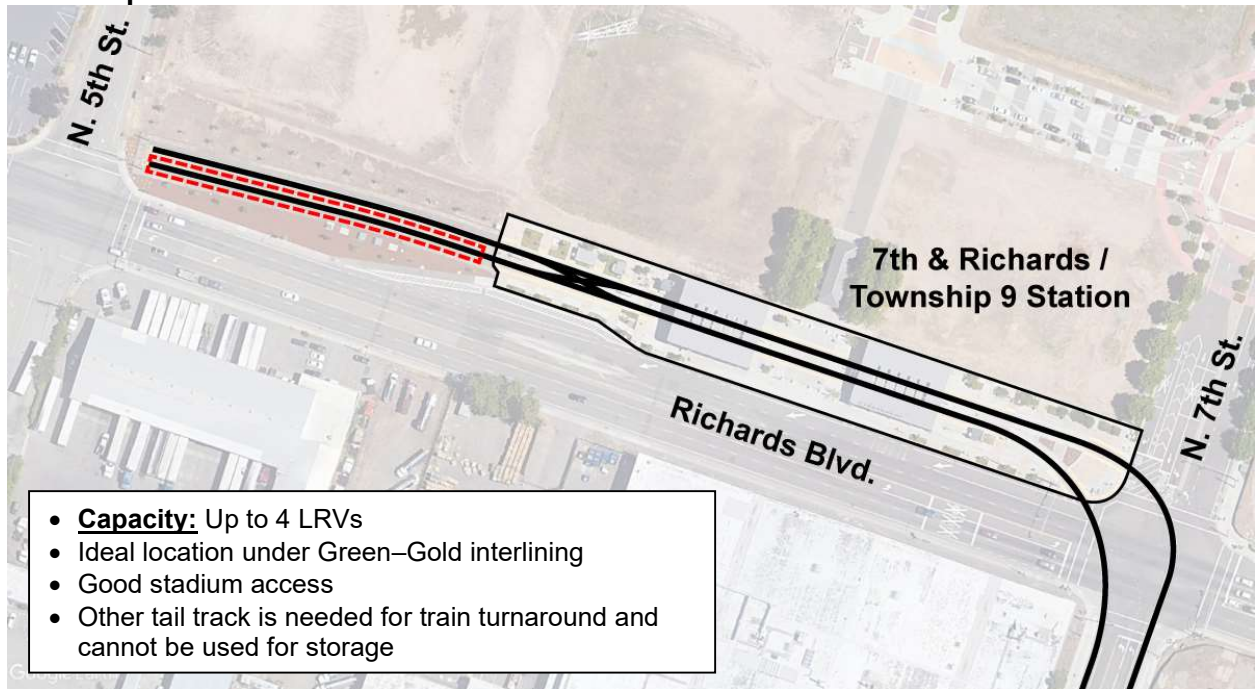 N. 5th St.
7th & Richards /
Township 9 Station
N. 7th St.
Richards Blvd.
• Capacity: Up to 4 LRVs
• Ideal location under Green–Gold interlining
• Good stadium access
• Other tail track is needed for train turnaround and
cannot be used for storage
Google Earth